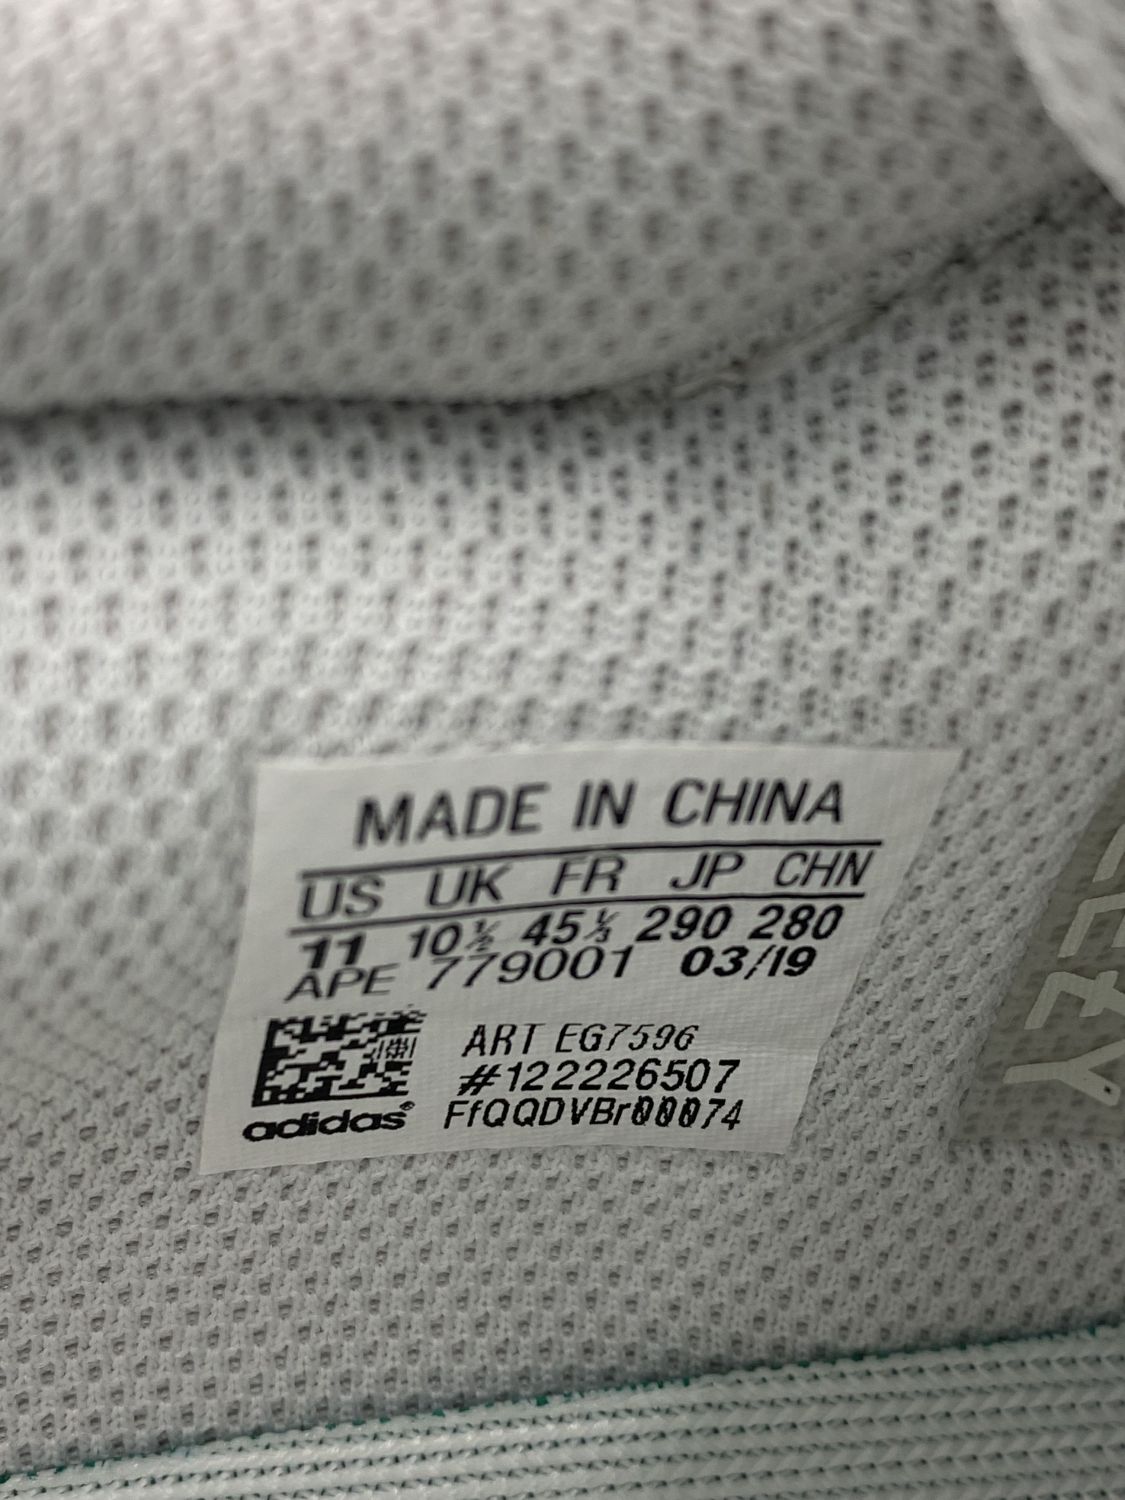 MADE IN CHINA
US UK FR JP CHN
11 10½ 45⅓ 290 280
APE 779001 03/19
ART EG7596
#122226507
FfQQDVBr00074
adidas®